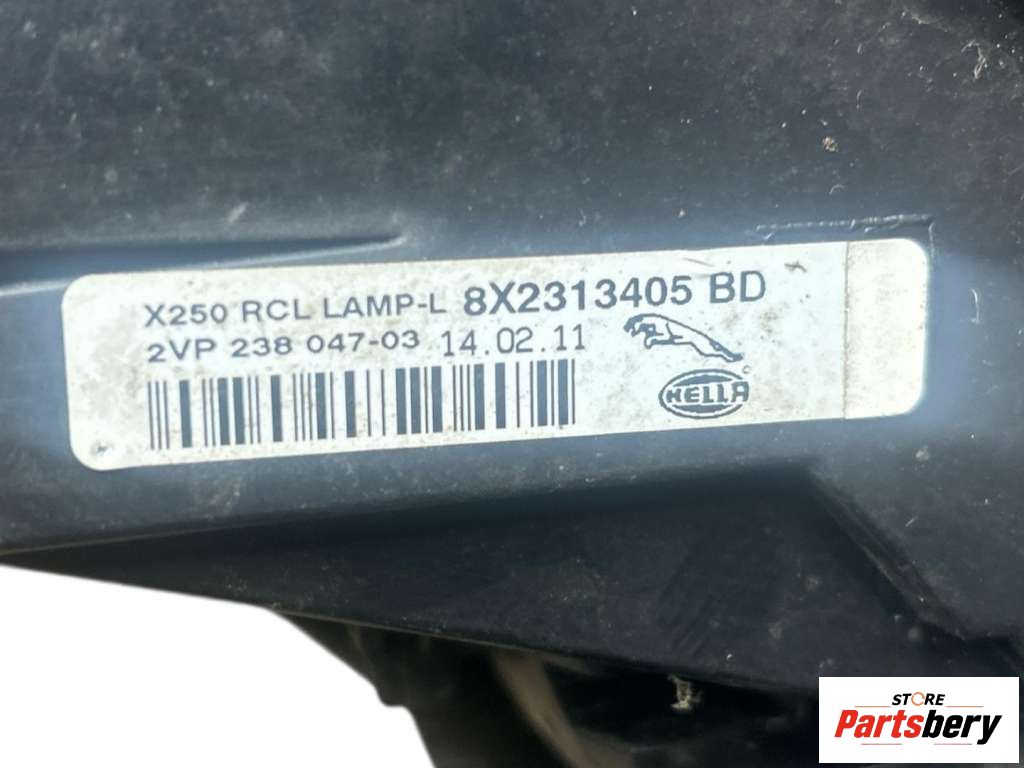 X250 RCL LAMP-L 8X2313405 BD
2VP 238 047-03 14.02.11
HELLA
STORE
Partsbery